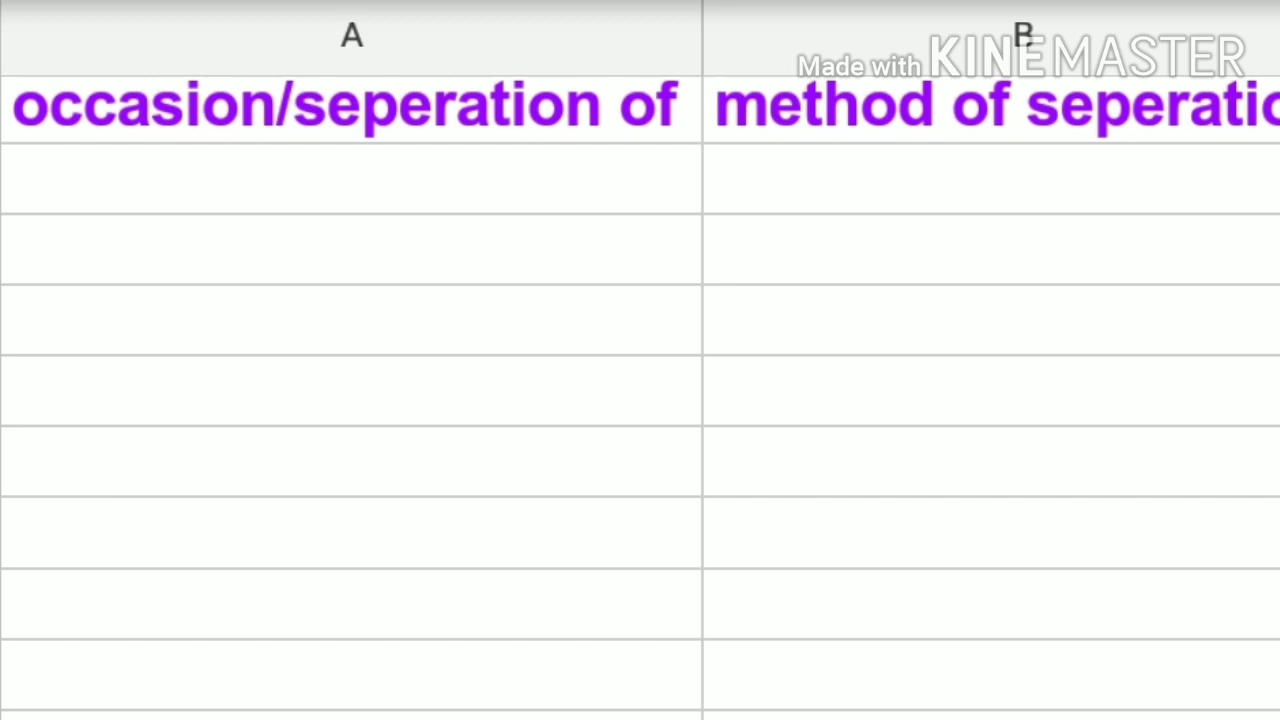 A
B
Made with KINEMASTER
occasion/seperation of
method of seperatio